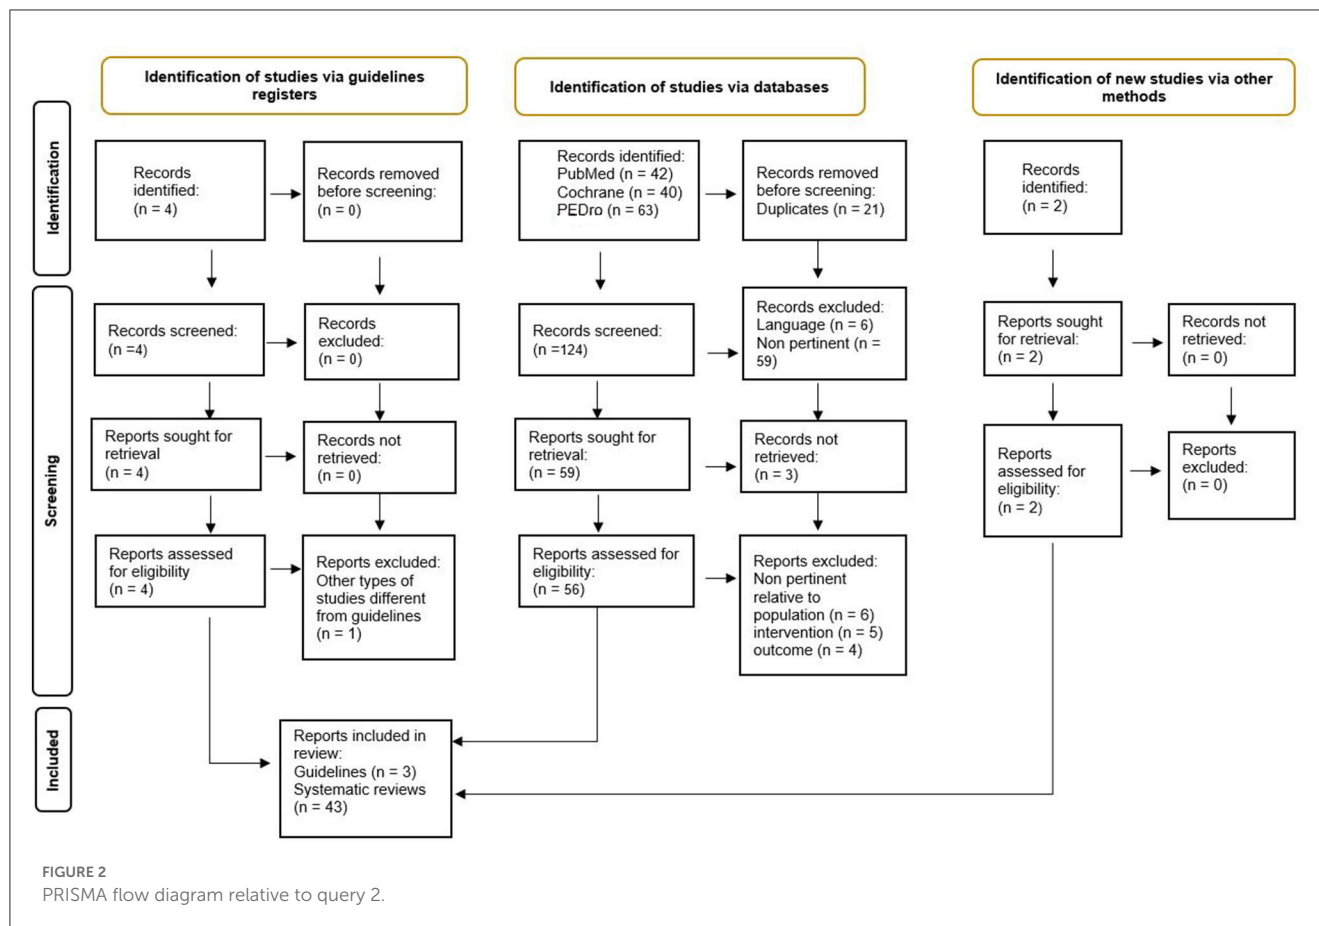 Identification of studies via guidelines
registers
Identification of studies via databases
Identification of new studies via other
methods
Identification
Records
identified:
(n = 4)
Records removed
before screening:
(n = 0)
Records identified:
PubMed (n = 42)
Cochrane (n = 40)
PEDro (n = 63)
Records removed
before screening:
Duplicates (n = 21)
Records
identified:
(n = 2)
Screening
Records screened:
(n =4)
Records
excluded:
(n = 0)
Records screened:
(n =124)
Records excluded:
Language (n = 6)
Non pertinent (n =
59)
Reports sought
for retrieval:
(n = 2)
Records not
retrieved:
(n = 0)
Reports sought for
retrieval
(n = 4)
Records not
retrieved:
(n = 0)
Reports sought for
retrieval:
(n = 59)
Records not
retrieved:
(n = 3)
Reports
assessed for
eligibility:
(n = 2)
Reports
excluded:
(n = 0)
Reports assessed
for eligibility
(n = 4)
Reports excluded:
Other types of
studies different
from guidelines
(n = 1)
Reports assessed for
eligibility:
(n = 56)
Reports excluded:
Non pertinent
relative to
population (n = 6)
intervention (n = 5)
outcome (n = 4)
Included
Reports included in
review:
Guidelines (n = 3)
Systematic reviews
(n = 43)
FIGURE 2
PRISMA flow diagram relative to query 2.